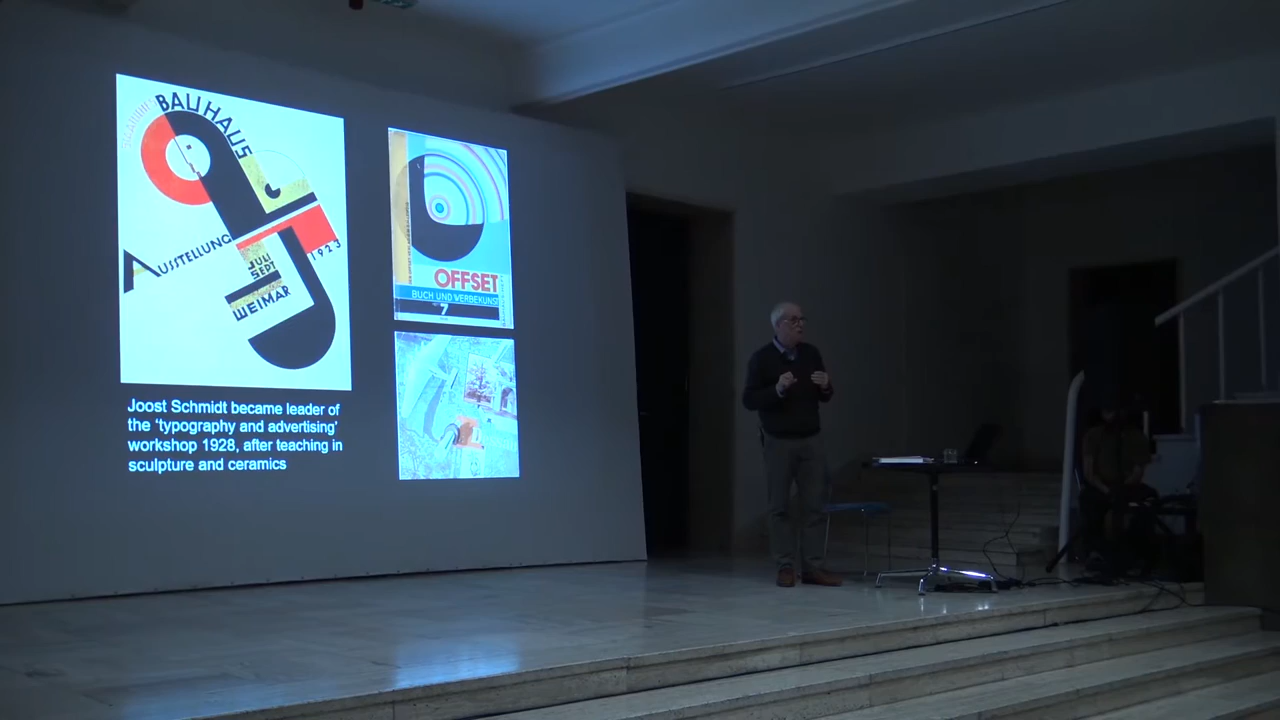 BAUHAUS
AUSSTELLUNG
JULI
SEPT
1923
WEIMAR
OFFSET
BUCH UND WERBEKUNST
7
Joost Schmidt became leader of
the ‘typography and advertising’
workshop 1928, after teaching in
sculpture and ceramics